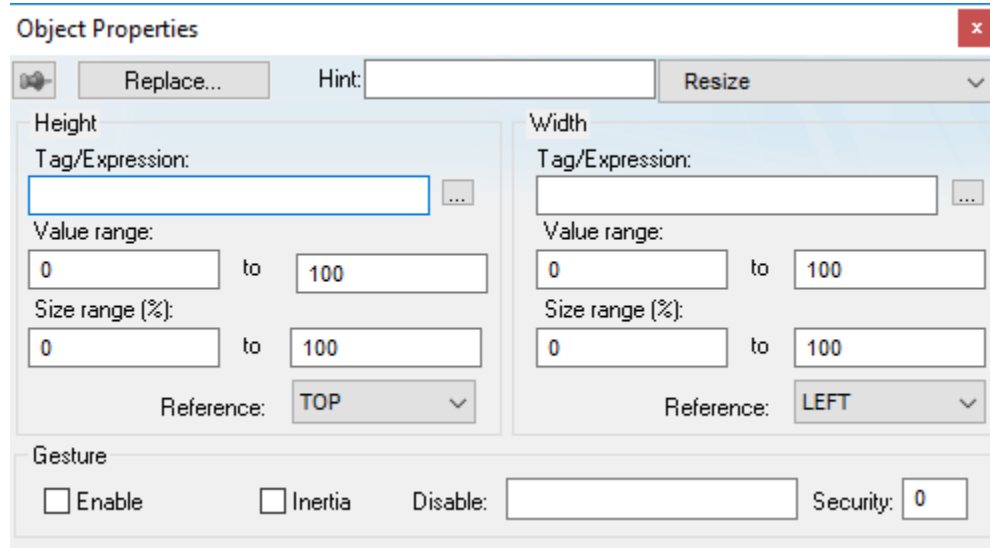 Object Properties x
Replace... Hint: Resize
Height Width
Tag/Expression: Tag/Expression:
... ...
Value range: Value range:
0 to 100 0 to 100
Size range (%): Size range (%):
0 to 100 0 to 100
Reference: TOP Reference: LEFT
Gesture
Enable Inertia Disable: Security: 0